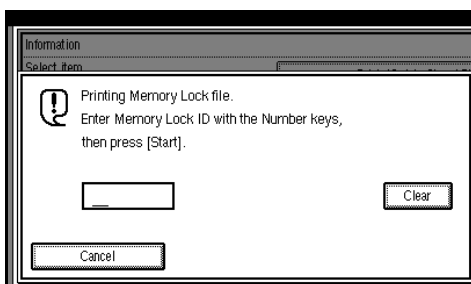 Information
Select item
Printing Memory Lock file.
Enter Memory Lock ID with the Number keys,
then press [Start].
Clear
Cancel